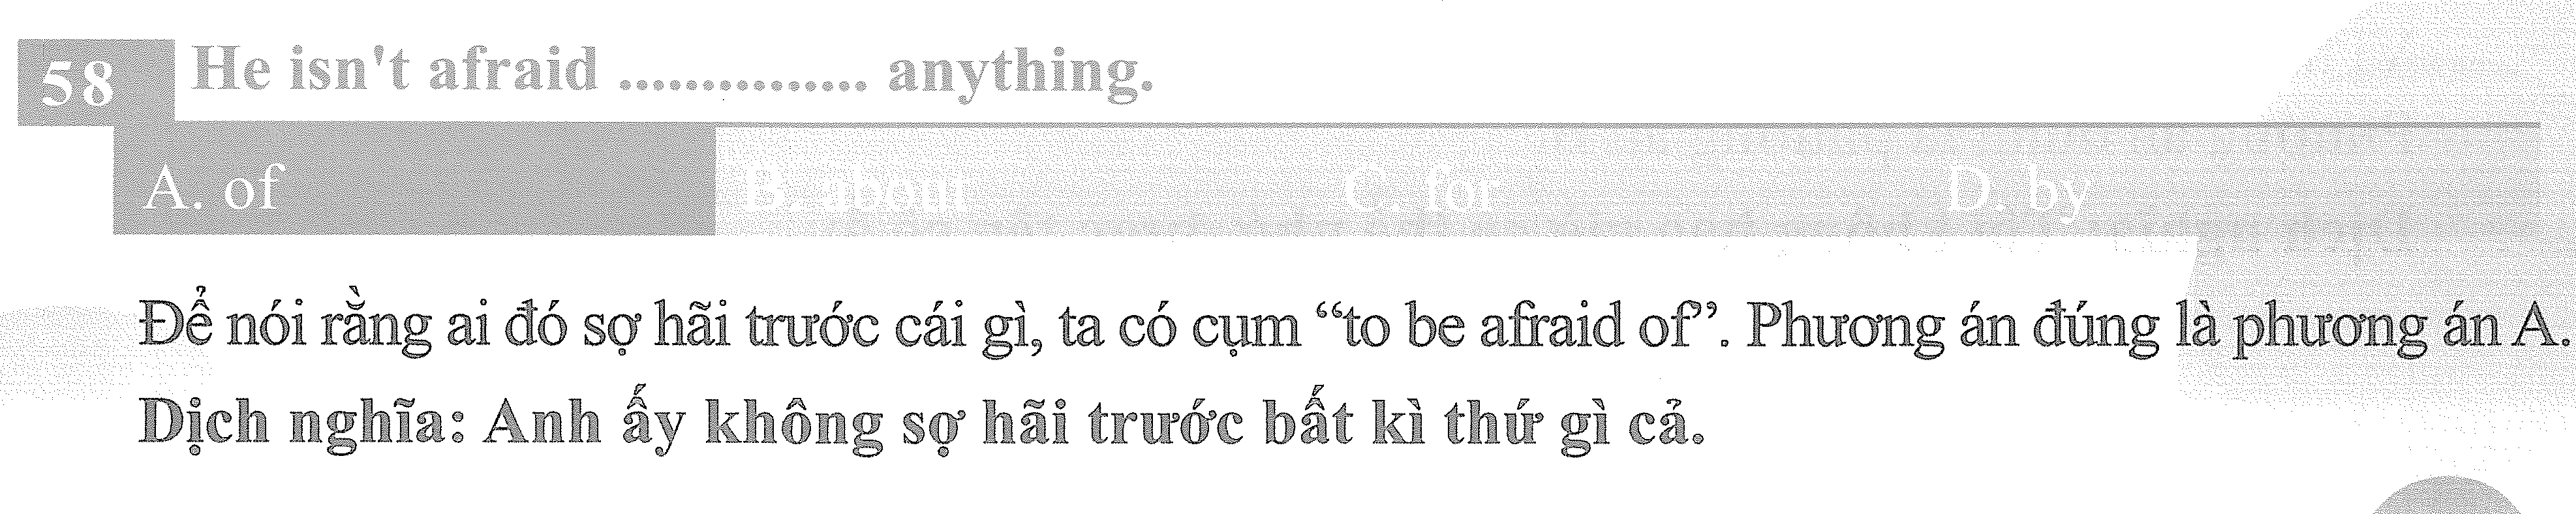 58 He isn't afraid .............. anything.
A. of B. about C. for D. by
Để nói rằng ai đó sợ hãi trước cái gì, ta có cụm “to be afraid of”. Phương án đúng là phương án A.
Dịch nghĩa: Anh ấy không sợ hãi trước bất kì thứ gì cả.